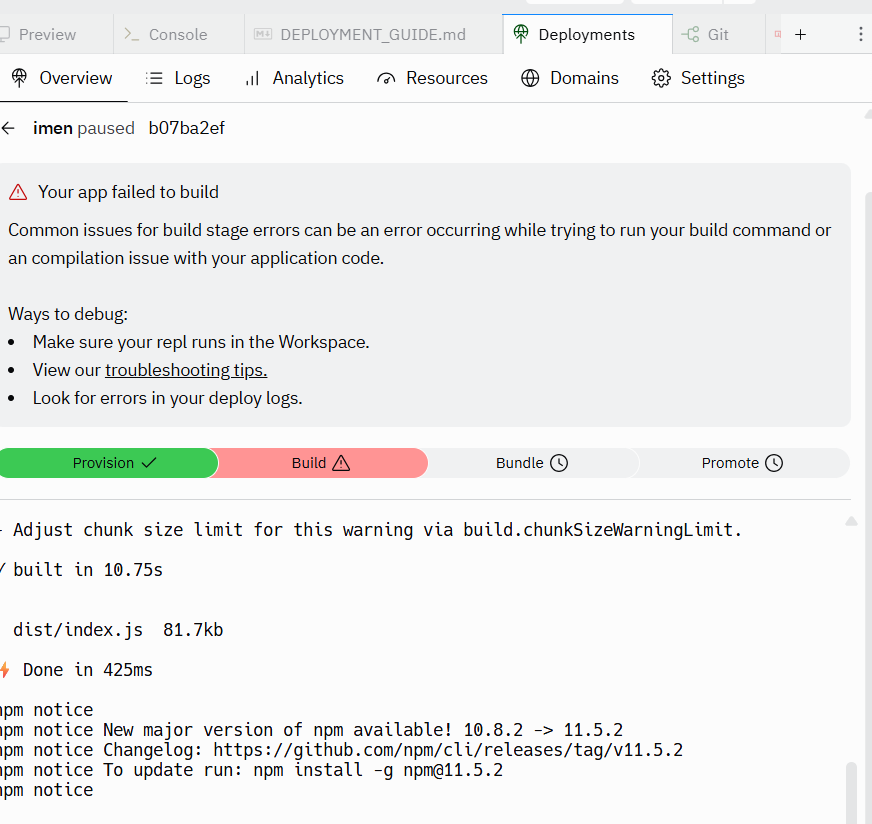 Preview Console DEPLOYMENT_GUIDE.md Deployments Git
Overview Logs Analytics Resources Domains Settings
imen paused b07ba2ef
Your app failed to build
Common issues for build stage errors can be an error occurring while trying to run your build command or
an compilation issue with your application code.
Ways to debug:
• Make sure your repl runs in the Workspace.
• View our troubleshooting tips.
• Look for errors in your deploy logs.
Provision Build Bundle Promote
- Adjust chunk size limit for this warning via build.chunkSizeWarningLimit.
✓ built in 10.75s
dist/index.js 81.7kb
⚡ Done in 425ms
npm notice
npm notice New major version of npm available! 10.8.2 -> 11.5.2
npm notice Changelog: https://github.com/npm/cli/releases/tag/v11.5.2
npm notice To update run: npm install -g npm@11.5.2
npm notice